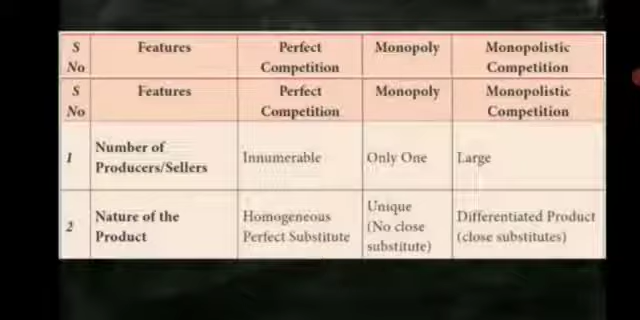 S No Features Perfect Competition Monopoly Monopolistic Competition
S No Features Perfect Competition Monopoly Monopolistic Competition
1 Number of Producers/Sellers Innumerable Only One Large
2 Nature of the Product Homogeneous Perfect Substitute Unique (No close substitute) Differentiated Product (close substitutes)